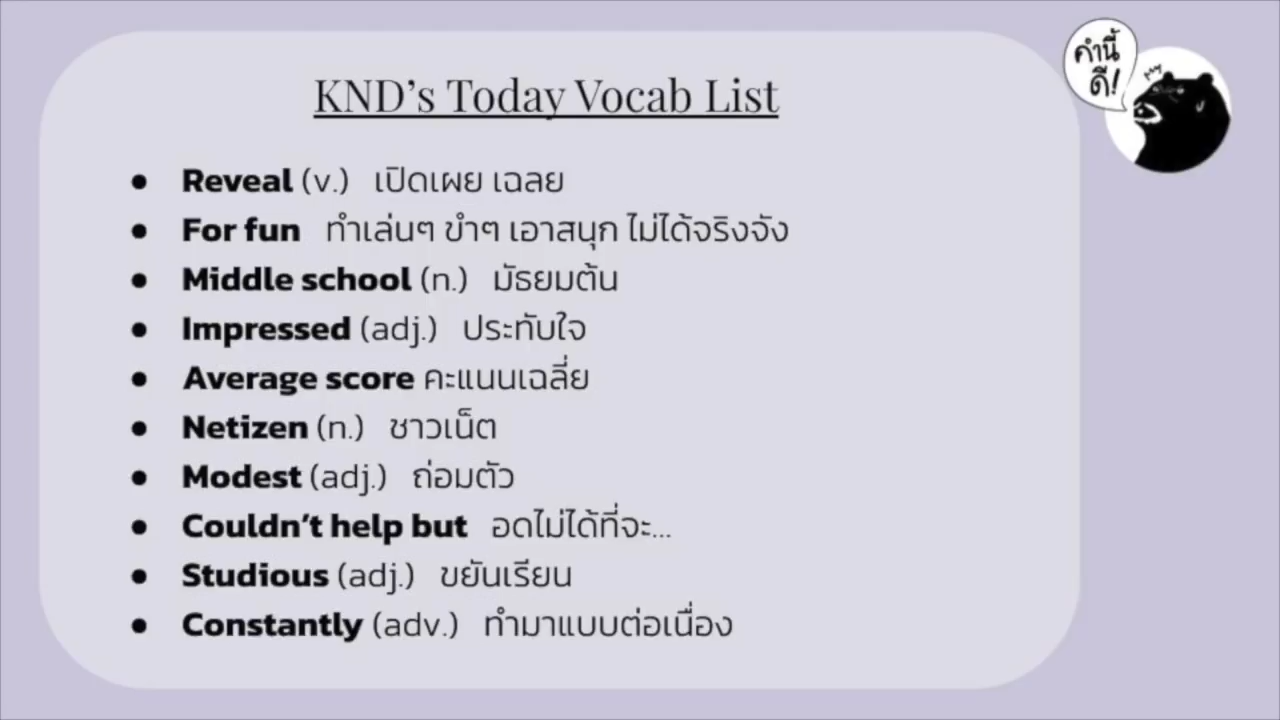 คำนี้
ดี!
My
KND’s Today Vocab List
● Reveal (v.) เปิดเผย เฉลย
● For fun ทำเล่นๆ ขำๆ เอาสนุก ไม่ได้จริงจัง
● Middle school (n.) มัธยมต้น
● Impressed (adj.) ประทับใจ
● Average score คะแนนเฉลี่ย
● Netizen (n.) ชาวเน็ต
● Modest (adj.) ถ่อมตัว
● Couldn’t help but อดไม่ได้ที่จะ...
● Studious (adj.) ขยันเรียน
● Constantly (adv.) ทำมาแบบต่อเนื่อง